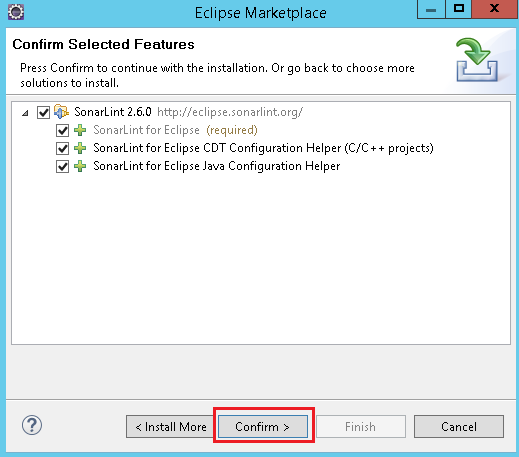 Eclipse Marketplace
Confirm Selected Features
Press Confirm to continue with the installation. Or go back to choose more
solutions to install.
SonarLint 2.6.0 http://eclipse.sonarlint.org/
SonarLint for Eclipse (required)
SonarLint for Eclipse CDT Configuration Helper (C/C++ projects)
SonarLint for Eclipse Java Configuration Helper
? < Install More Confirm > Finish Cancel